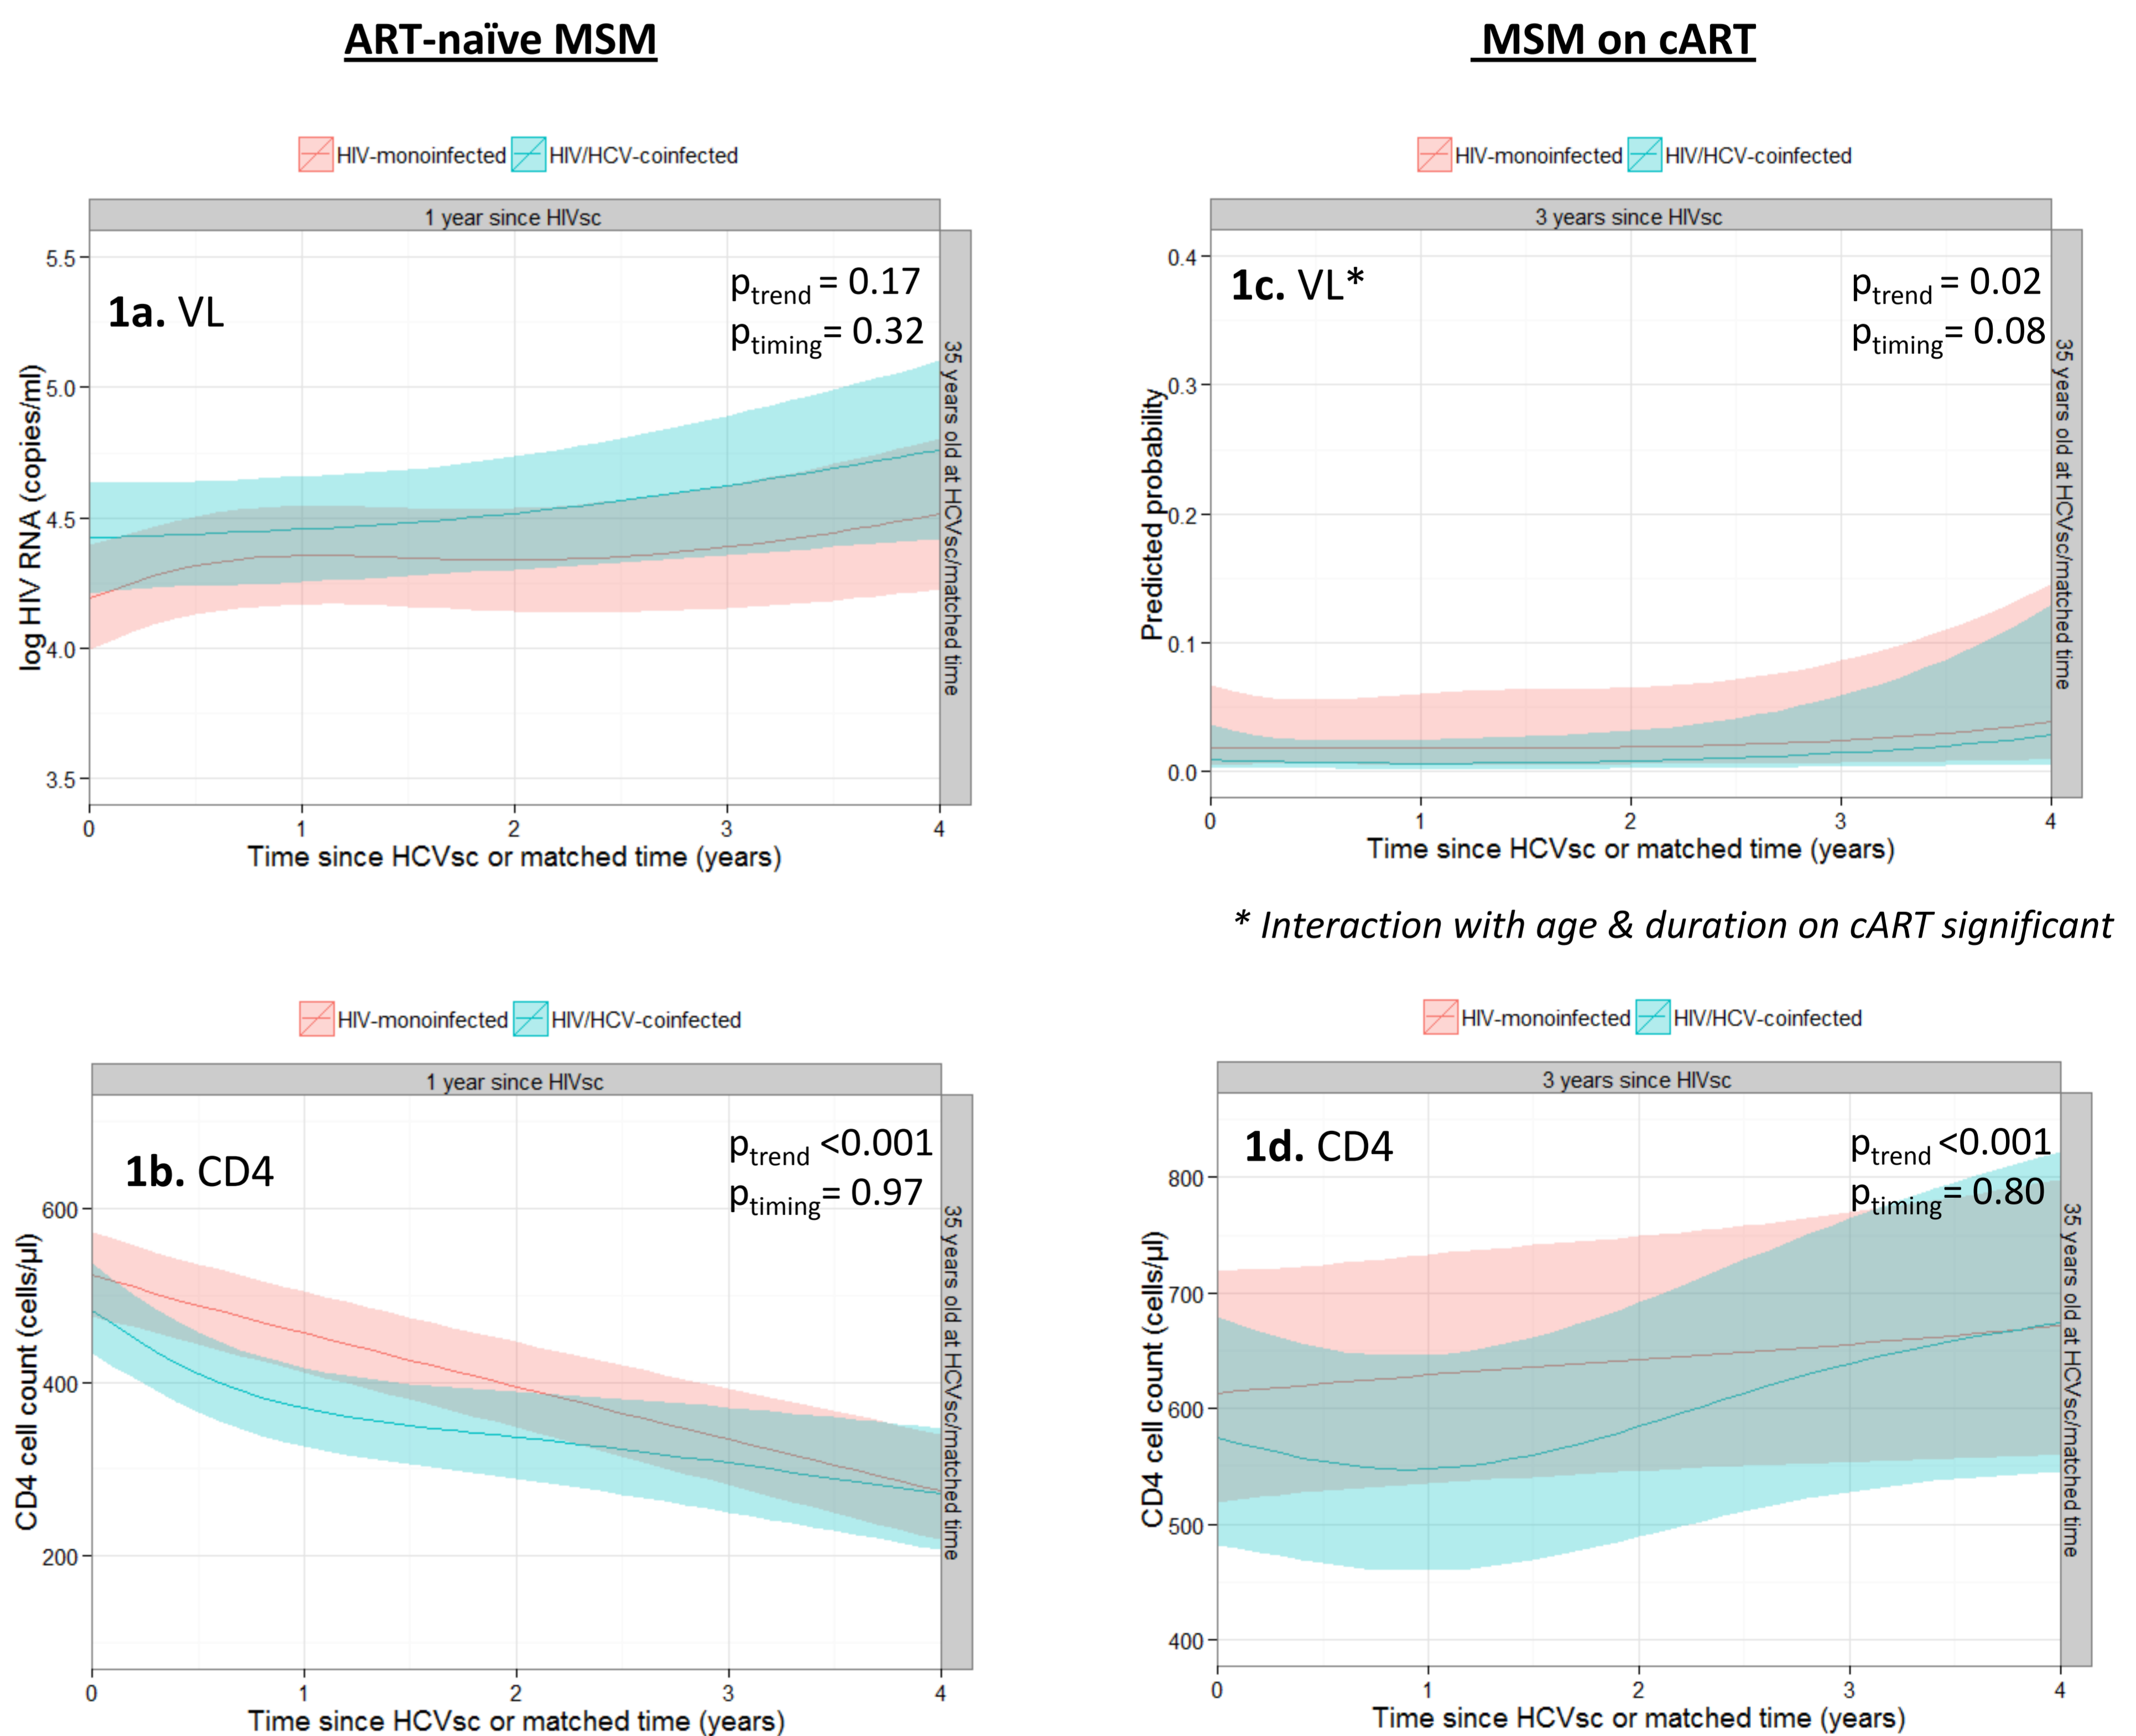 ART-naïve MSM
MSM on cART
HIV-monoinfected HIV/HCV-coinfected
1 year since HIVsc
1a. VL
ptrend = 0.17
ptiming= 0.32
35 years old at HCVsc/matched time
log HIV RNA (copies/ml)
5.5
5.0
4.5
4.0
3.5
0 1 2 3 4
Time since HCVsc or matched time (years)
HIV-monoinfected HIV/HCV-coinfected
3 years since HIVsc
1c. VL*
ptrend = 0.02
ptiming= 0.08
35 years old at HCVsc/matched time
Predicted probability
0.4
0.3
0.2
0.1
0.0
0 1 2 3 4
Time since HCVsc or matched time (years)
* Interaction with age & duration on cART significant
HIV-monoinfected HIV/HCV-coinfected
1 year since HIVsc
1b. CD4
ptrend <0.001
ptiming= 0.97
35 years old at HCVsc/matched time
CD4 cell count (cells/µl)
600
400
200
0 1 2 3 4
Time since HCVsc or matched time (years)
HIV-monoinfected HIV/HCV-coinfected
3 years since HIVsc
1d. CD4
ptrend <0.001
ptiming= 0.80
35 years old at HCVsc/matched time
CD4 cell count (cells/µl)
800
700
600
500
400
0 1 2 3 4
Time since HCVsc or matched time (years)